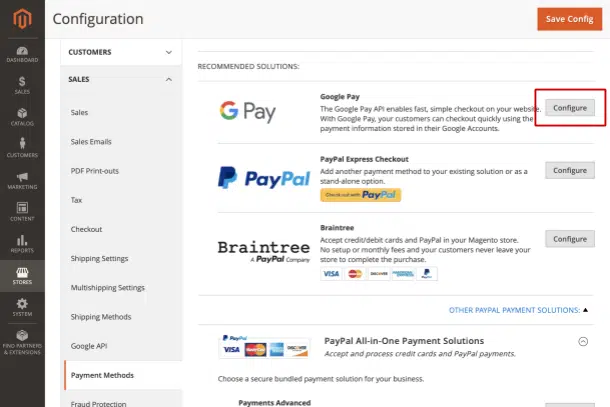 Configuration
Save Config
DASHBOARD
$
SALES
CATALOG
CUSTOMERS
MARKETING
CONTENT
REPORTS
STORES
SYSTEM
FIND PARTNERS
& EXTENSIONS
CUSTOMERS
SALES
Sales
Sales Emails
PDF Print-outs
Tax
Checkout
Shipping Settings
Multishipping Settings
Shipping Methods
Google API
Payment Methods
Fraud Protection
RECOMMENDED SOLUTIONS:
G Pay
Google Pay
The Google Pay API enables fast, simple checkout on your website.
With Google Pay, your customers can checkout quickly using the
payment information stored in their Google Accounts.
Configure
PayPal
PayPal Express Checkout
Add another payment method to your existing solution or as a
stand-alone option.
Check out with PayPal
Configure
Braintree
A PayPal Company
Braintree
Accept credit/debit cards and PayPal in your Magento store.
No setup or monthly fees and your customers never leave your
store to complete the purchase.
VISA
DISCOVER
PayPal
Configure
OTHER PAYPAL PAYMENT SOLUTIONS:
PayPal
VISA MasterCard DISCOVER
PayPal All-in-One Payment Solutions
Accept and process credit cards and PayPal payments.
Choose a secure bundled payment solution for your business.
Payments Advanced